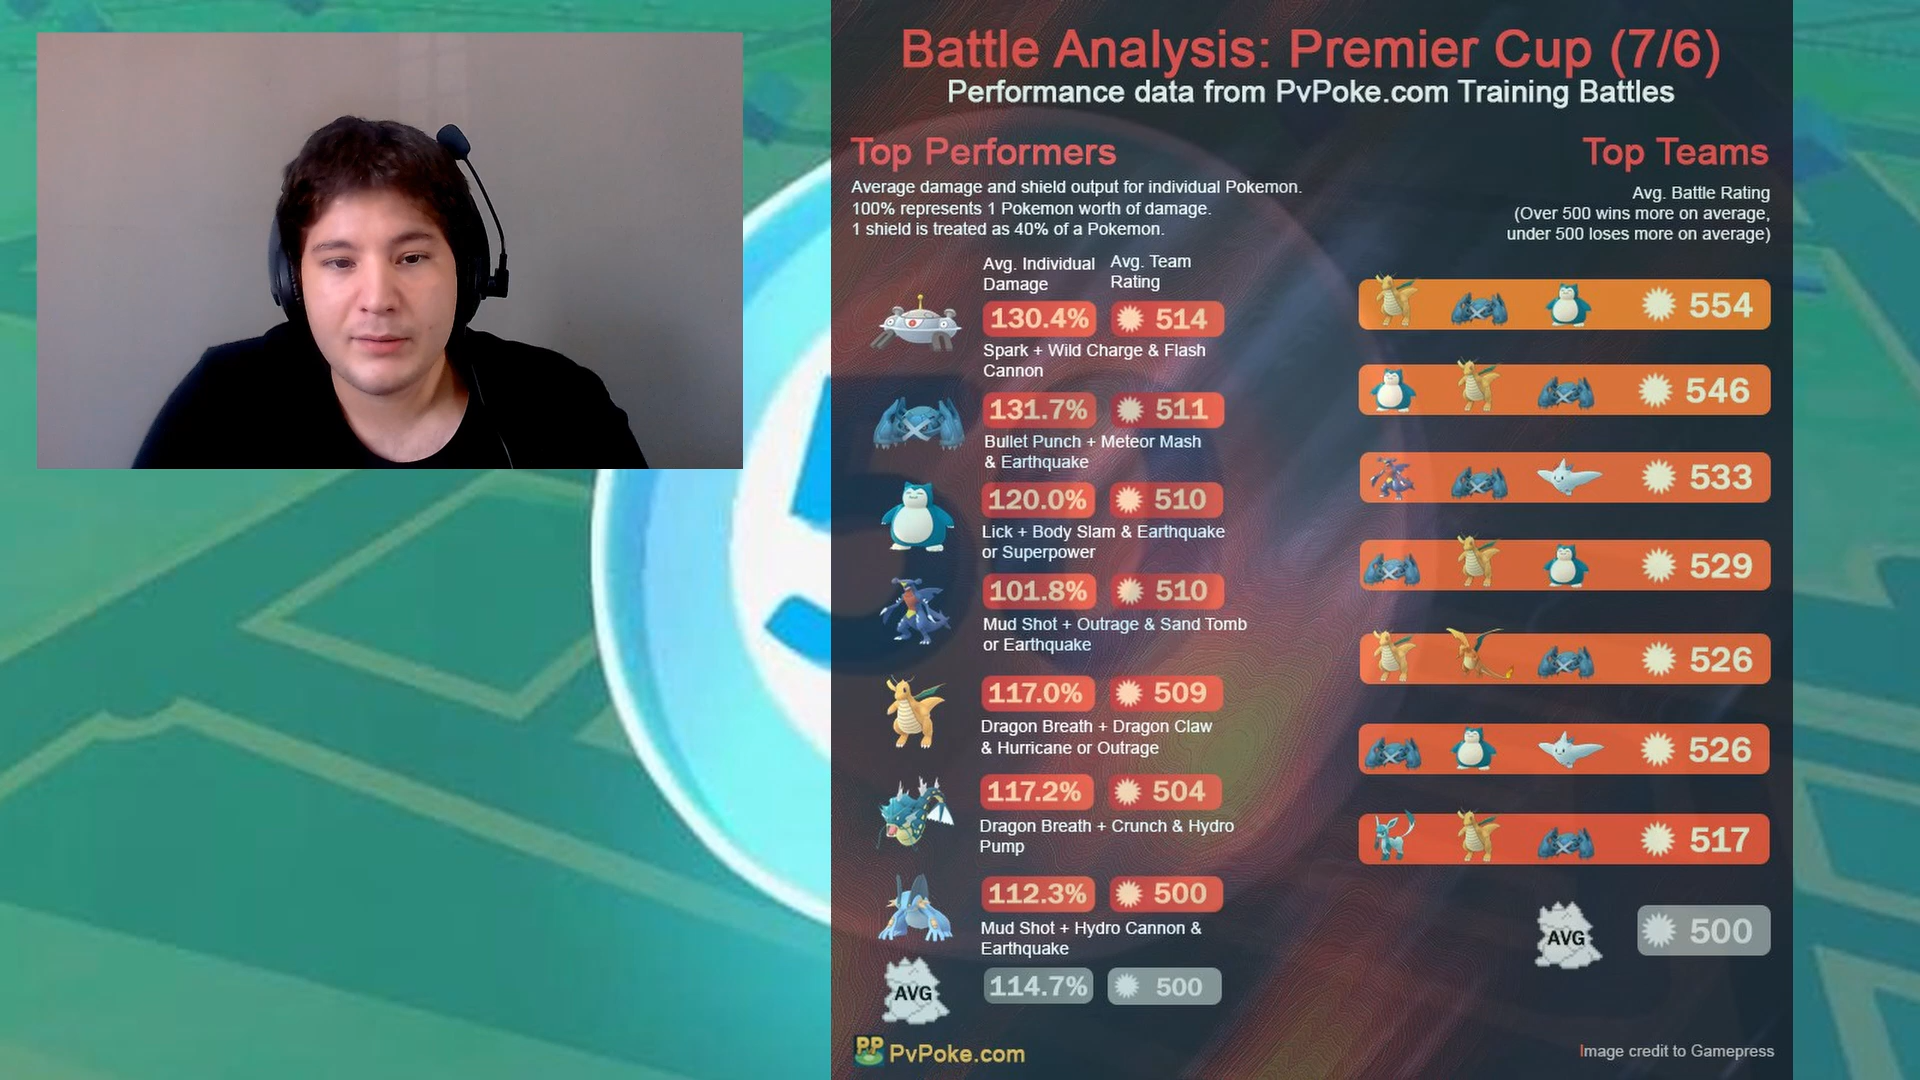 Battle Analysis: Premier Cup (7/6)
Performance data from PvPoke.com Training Battles
Top Performers
Average damage and shield output for individual Pokemon.
100% represents 1 Pokemon worth of damage.
1 shield is treated as 40% of a Pokemon.
Avg. Individual
Damage
Avg. Team
Rating
130.4% 514
Spark + Wild Charge & Flash
Cannon
131.7% 511
Bullet Punch + Meteor Mash
& Earthquake
120.0% 510
Lick + Body Slam & Earthquake
or Superpower
101.8% 510
Mud Shot + Outrage & Sand Tomb
or Earthquake
117.0% 509
Dragon Breath + Dragon Claw
& Hurricane or Outrage
117.2% 504
Dragon Breath + Crunch & Hydro
Pump
112.3% 500
Mud Shot + Hydro Cannon &
Earthquake
AVG 114.7% 500
PP PvPoke.com
Top Teams
Avg. Battle Rating
(Over 500 wins more on average,
under 500 loses more on average)
554
546
533
529
526
526
517
AVG 500
Image credit to Gamepress